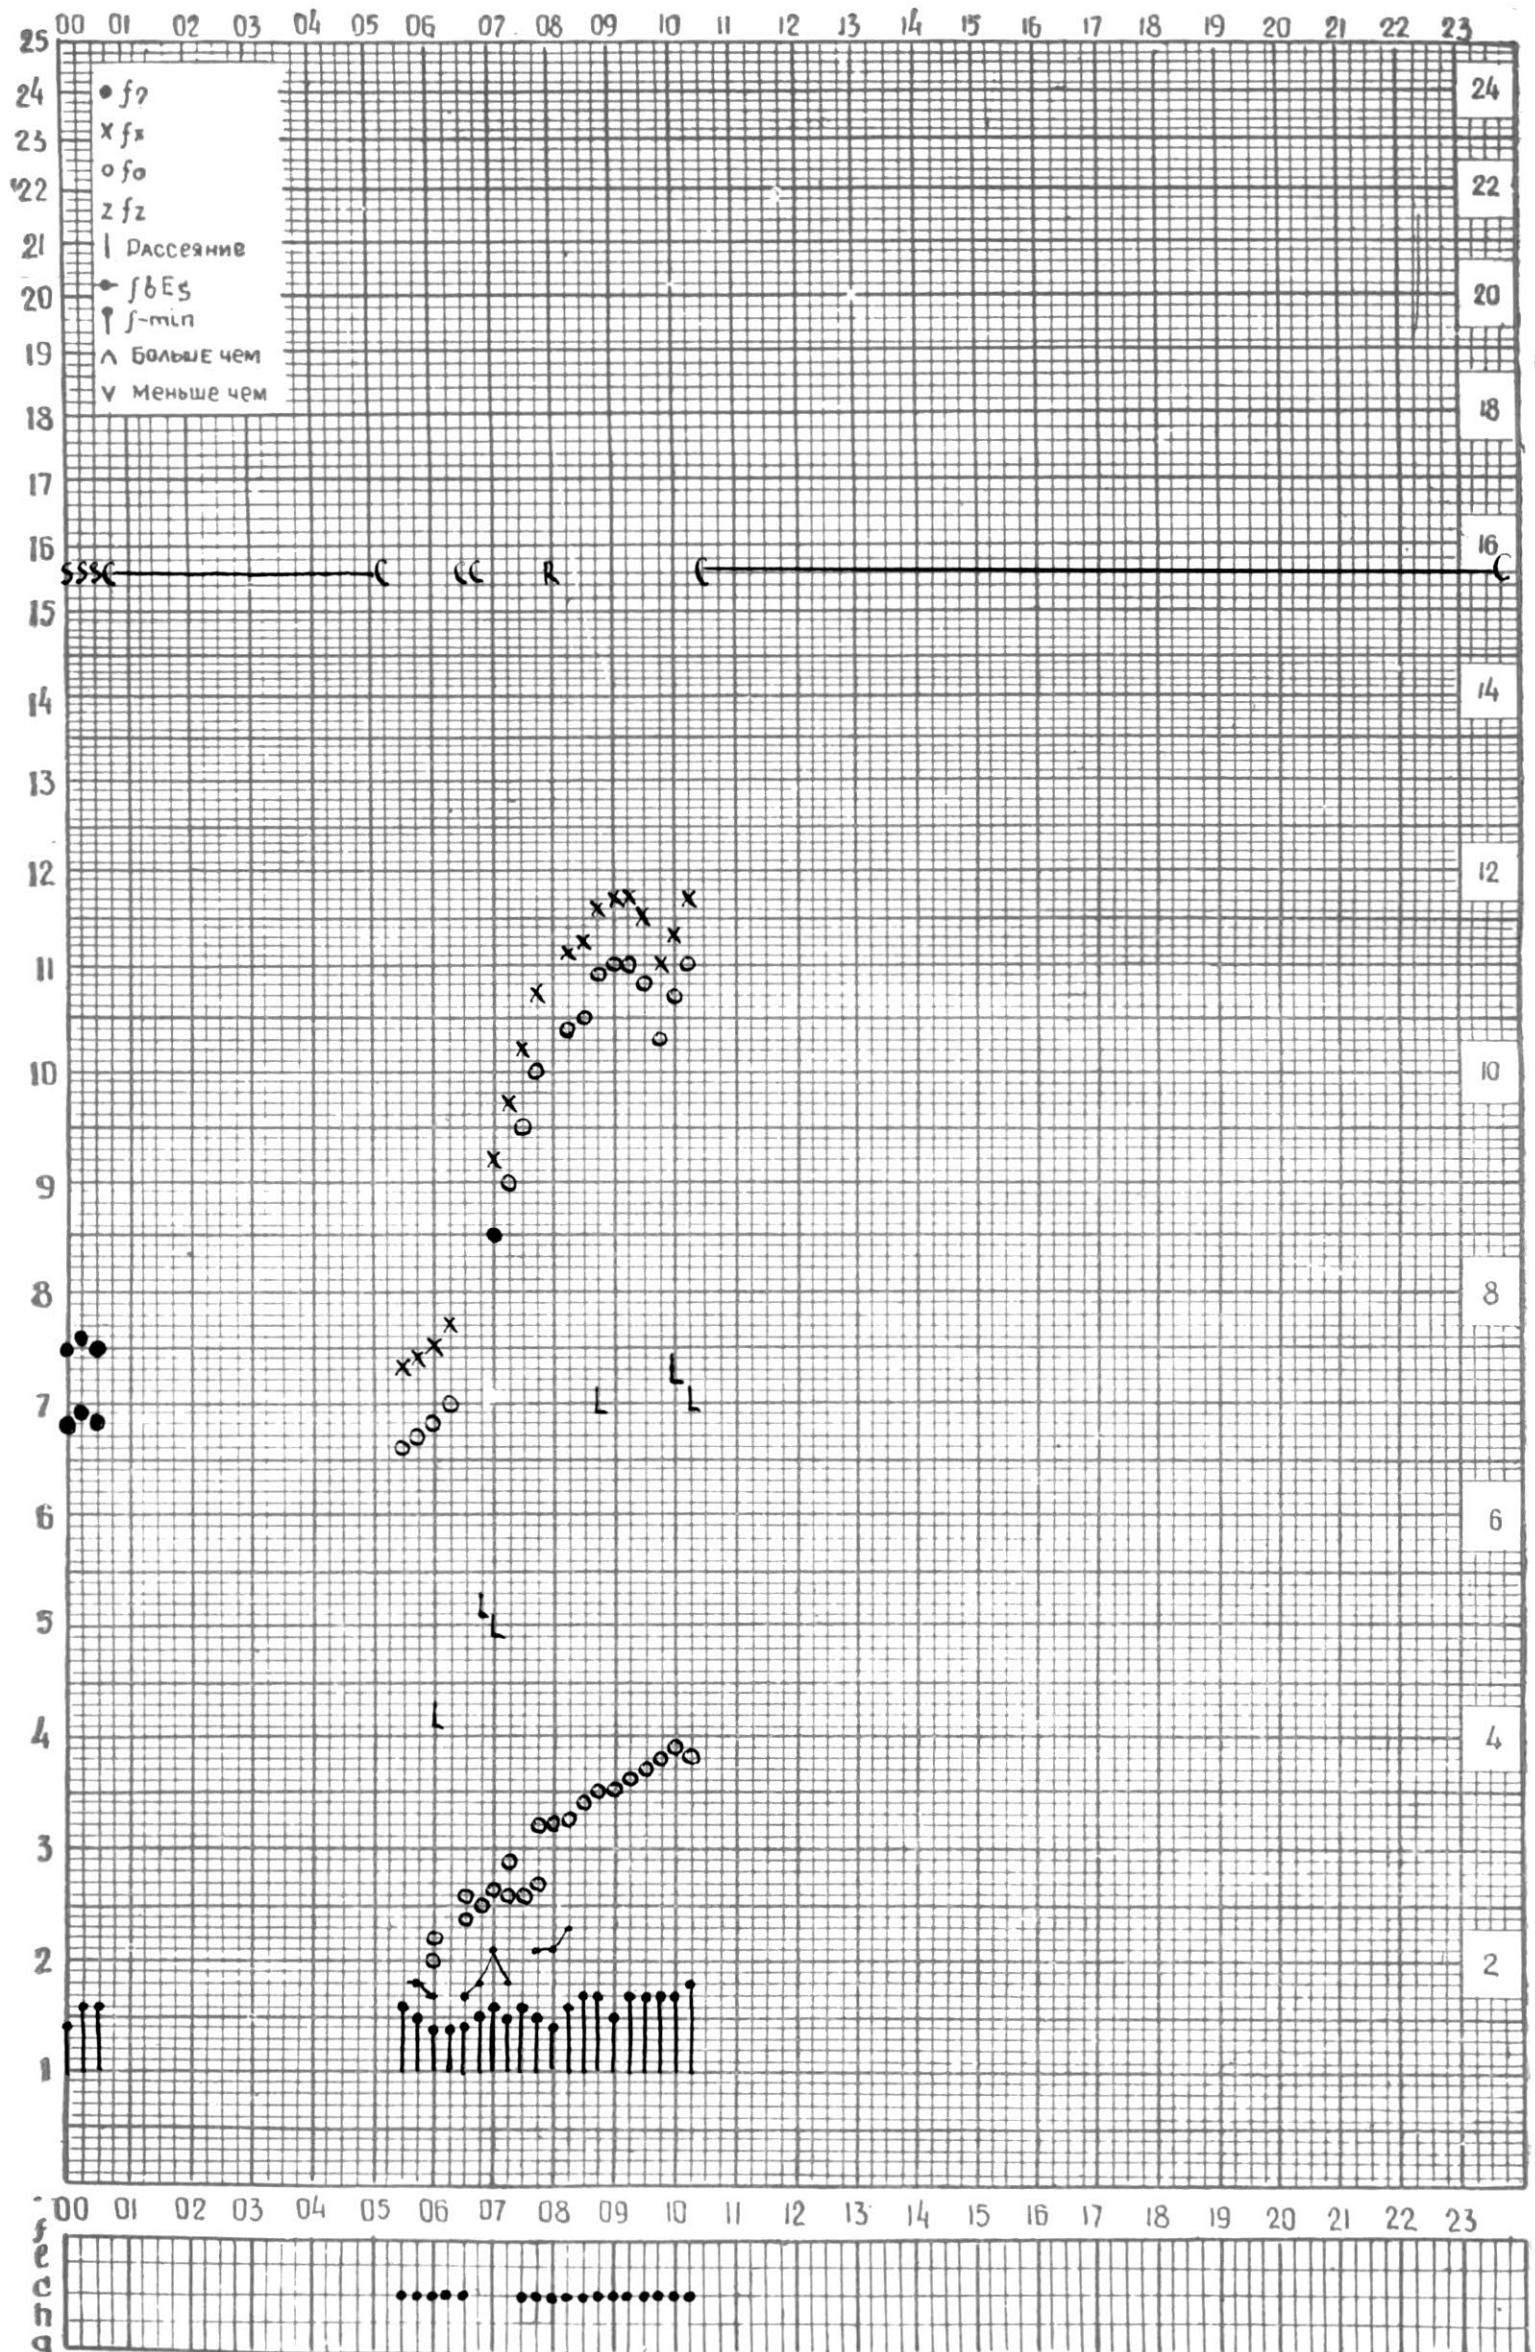 00 01 02 03 04 05 06 07 08 09 10 11 12 13 14 15 16 17 18 19 20 21 22 23
25
24 24
● f?
23
x fx
o fo
22 22
z fz
21
| Рассеяние
20 20
fbEs
f-min
19
ʌ Больше чем
v Меньше чем
18 18
17
16 16
SSSC C CC R C C
15
14 14
13
12 12
11
10 10
9
8 8
7
L L L
6 6
5
L L
L
4 4
3
2 2
1
00 01 02 03 04 05 06 07 08 09 10 11 12 13 14 15 16 17 18 19 20 21 22 23
f
l
c
h